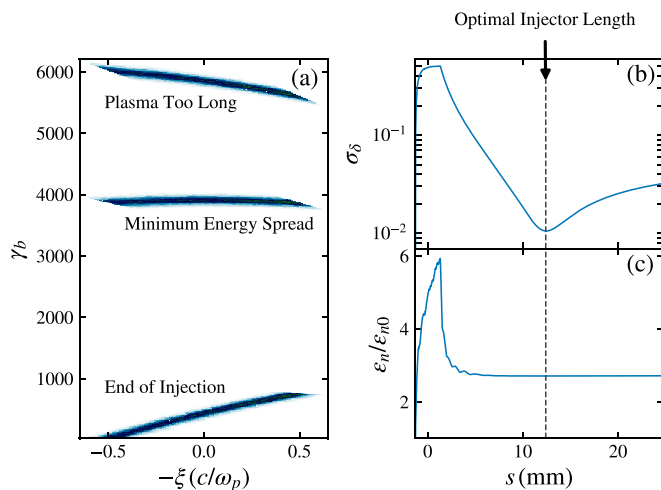 Optimal Injector Length
(a)
Plasma Too Long
Minimum Energy Spread
End of Injection
γ_b
6000
5000
4000
3000
2000
1000
−0.5
0.0
0.5
−ξ (c/ω_p)
(b)
σ_δ
10⁻¹
10⁻²
(c)
ε_n/ε_{n0}
6
4
2
0
10
20
s (mm)